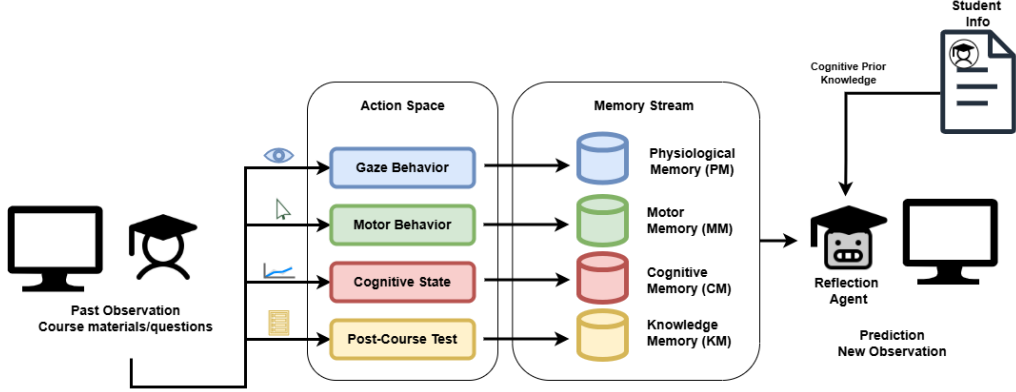 Student
Info
Cognitive Prior
Knowledge
Action Space
Memory Stream
Gaze Behavior
Physiological
Memory (PM)
Motor Behavior
Motor
Memory (MM)
Cognitive State
Cognitive
Memory (CM)
Post-Course Test
Knowledge
Memory (KM)
Past Observation
Course materials/questions
Reflection
Agent
Prediction
New Observation